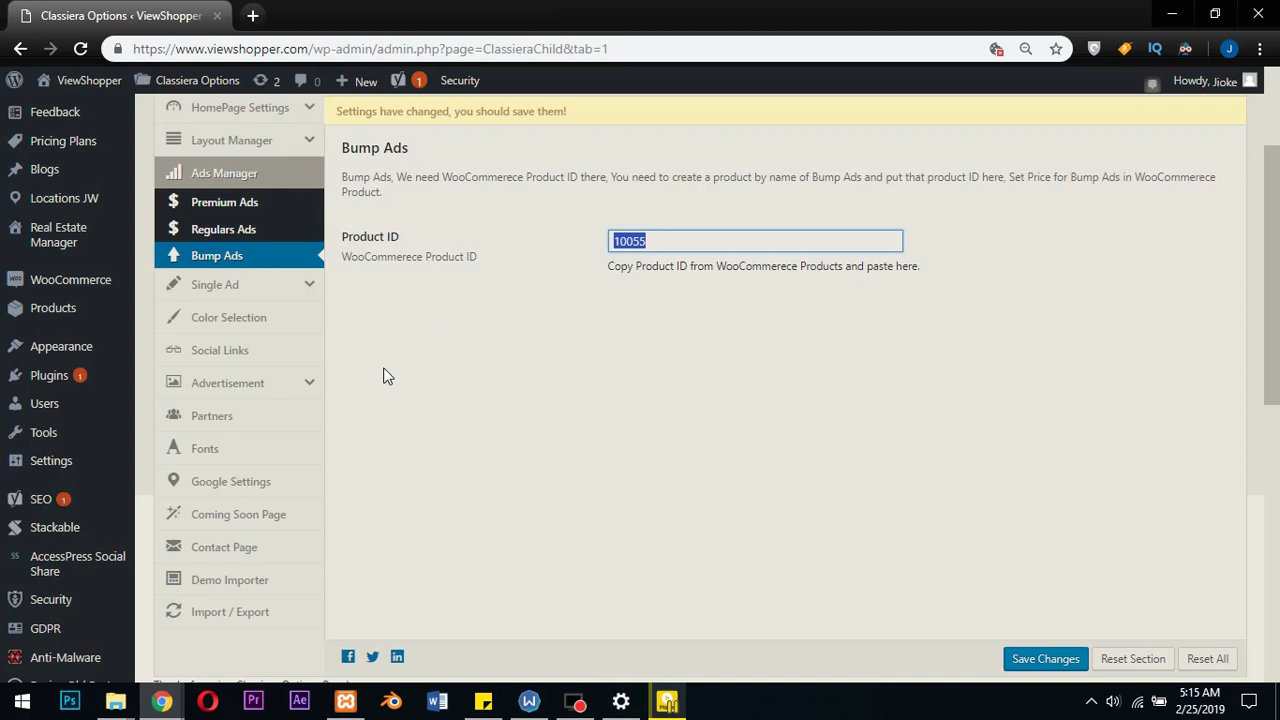 Classiera Options ‹ ViewShopper
https://www.viewshopper.com/wp-admin/admin.php?page=ClassieraChild&tab=1
ViewShopper Classiera Options 2 0 New 1 Security Howdy, Jioke
Feedback
Pricing Plans
Blogs
Locations JW
Real Estate
Manager
WooCommerce
Products
Appearance
Plugins 1
Users
Tools
Settings
SEO 1
Stackable
AccessPress Social
Share
Security
GDPR
Anti-Malware
HomePage Settings
Layout Manager
Ads Manager
Premium Ads
Regulars Ads
Bump Ads
Single Ad
Color Selection
Social Links
Advertisement
Partners
Fonts
Google Settings
Coming Soon Page
Contact Page
Demo Importer
Import / Export
Settings have changed, you should save them!
Bump Ads
Bump Ads, We need WooCommerece Product ID there, You need to create a product by name of Bump Ads and put that product ID here, Set Price for Bump Ads in WooCommerece
Product.
Product ID
WooCommerece Product ID
10055
Copy Product ID from WooCommerece Products and paste here.
Save Changes Reset Section Reset All
5:15 AM
2/25/2019